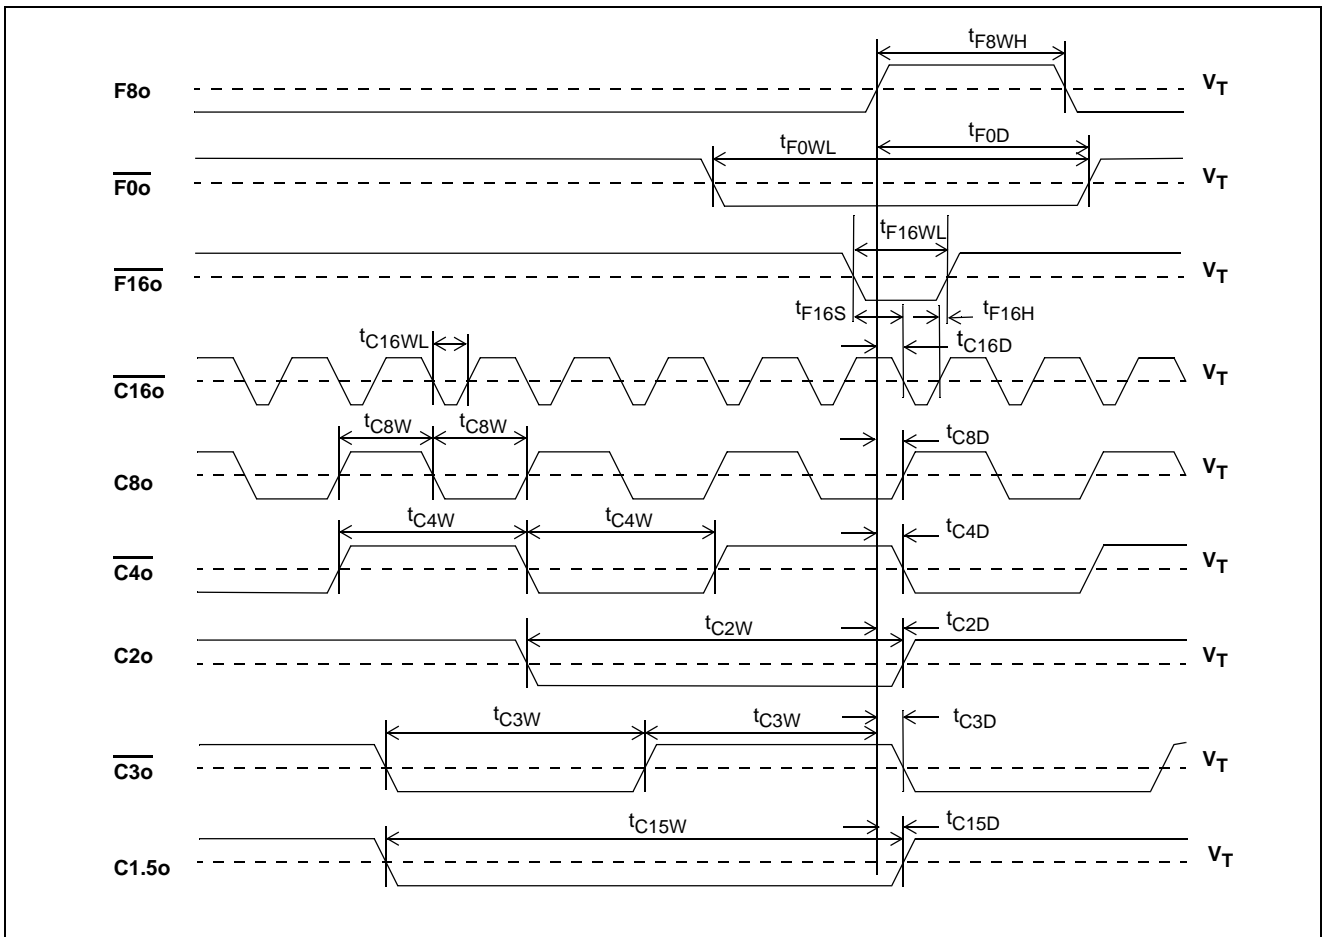 tF8WH
F8o VT
tF0WL tF0D
F0o VT
tF16WL
F16o VT
tF16S tF16H
tC16WL tC16D
C16o VT
tC8W tC8W tC8D
C8o VT
tC4W tC4W tC4D
C4o VT
tC2W tC2D
C2o VT
tC3W tC3W tC3D
C3o VT
tC15W tC15D
C1.5o VT